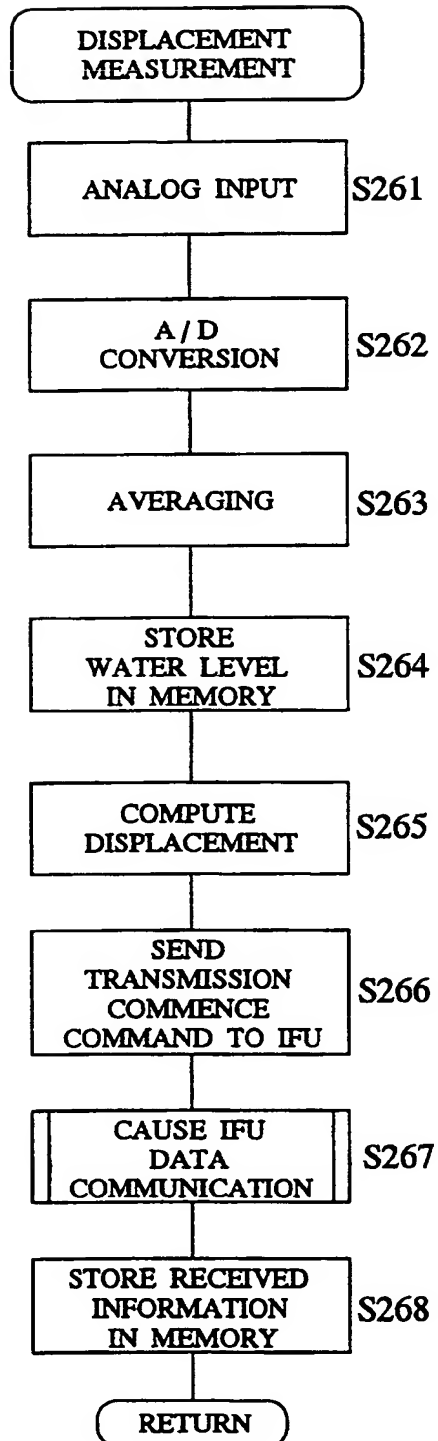 DISPLACEMENT
MEASUREMENT
ANALOG INPUT S261
A / D
CONVERSION
S262
AVERAGING S263
STORE
WATER LEVEL
IN MEMORY
S264
COMPUTE
DISPLACEMENT
S265
SEND
TRANSMISSION
COMMENCE
COMMAND TO IFU
S266
CAUSE IFU
DATA
COMMUNICATION
S267
STORE RECEIVED
INFORMATION
IN MEMORY
S268
RETURN